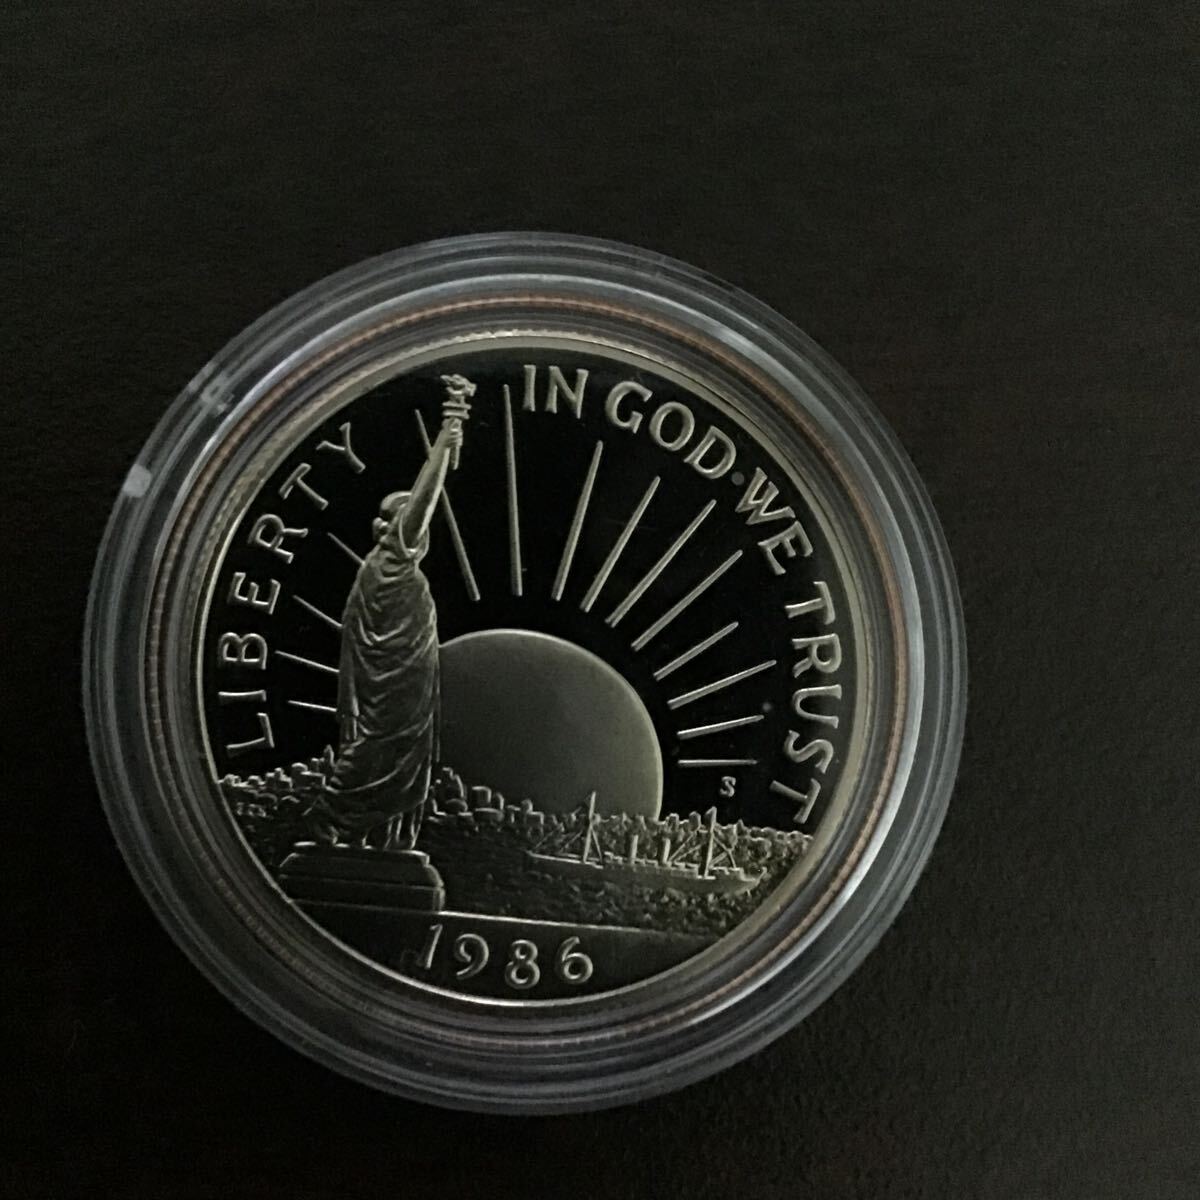 LIBERTY
IN GOD·WE TRUST
S
1986